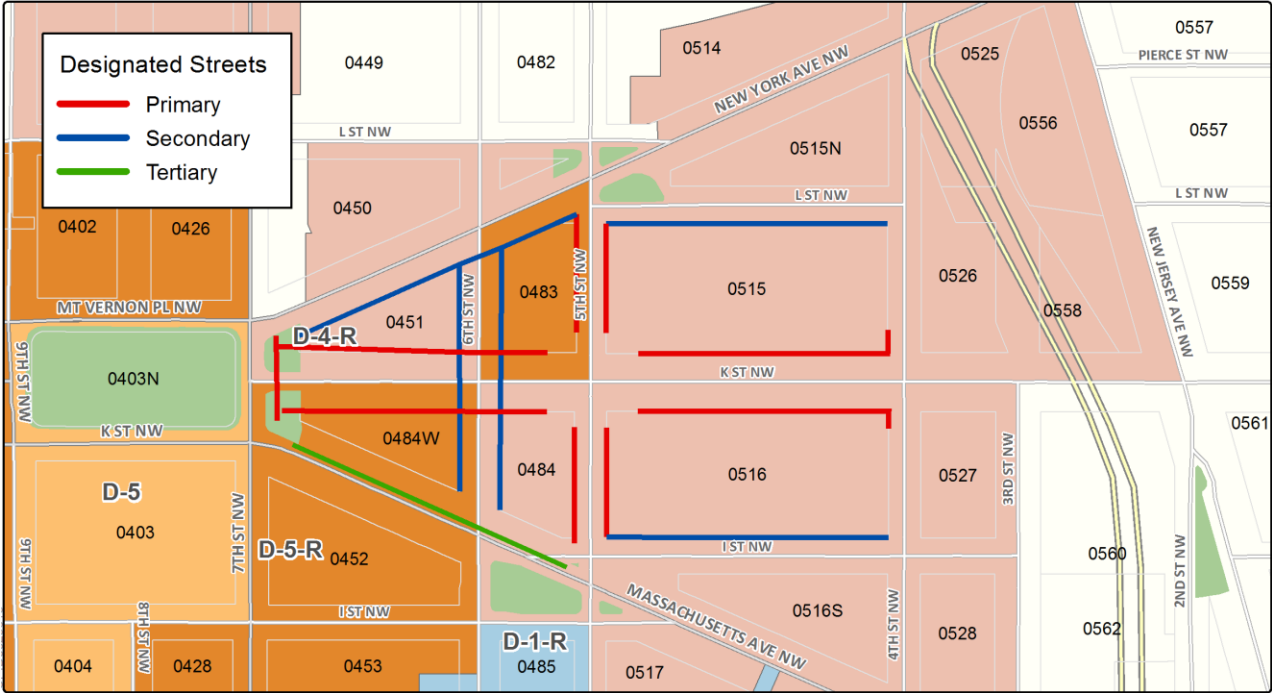 0557
0514
NEW YORK AVE NW
0525
PIERCE ST NW
Designated Streets
0449
0482
Primary
Secondary
Tertiary
L ST NW
0556
0557
0515N
L ST NW
L ST NW
0450
0402
0426
NEW JERSEY AVE NW
MT VERNON PL NW
0483
5TH ST NW
0515
0526
0559
6TH ST NW
0451
0558
D-4-R
9TH ST NW
0403N
K ST NW
K ST NW
0561
0484W
0484
0516
0527
3RD ST NW
D-5
0403
7TH ST NW
D-5-R
0452
I ST NW
0560
9TH ST NW
2ND ST NW
8TH ST NW
I ST NW
MASSACHUSETTS AVE NW
0516S
4TH ST NW
0528
0562
D-1-R
0404
0428
0453
0485
0517